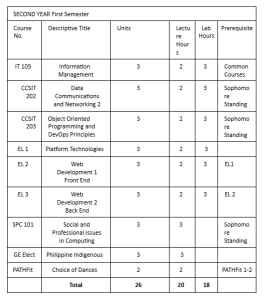 SECOND YEAR First Semester
Course No. Descriptive Title Units Lecture Hours Lab Hours Prerequisite
IT 105 Information Management 3 2 3 Common Courses
CCSIT 202 Data Communications and Networking 2 3 2 3 Sophomore Standing
CCSIT 203 Object Oriented Programming and DevOps Principles 3 2 3 Sophomore Standing
EL 1 Platform Technologies 3 2 3
EL 2 Web Development 1 Front End 3 2 3 EL1
EL 3 Web Development 2 Back End 3 2 3 EL 2
SPC 101 Social and Professional Issues in Computing 3 3 Sophomore Standing
GE Elect Philippine Indigenous 3 3
PATHFit Choice of Dances 2 2 PATHFit 1-2
Total 26 20 18